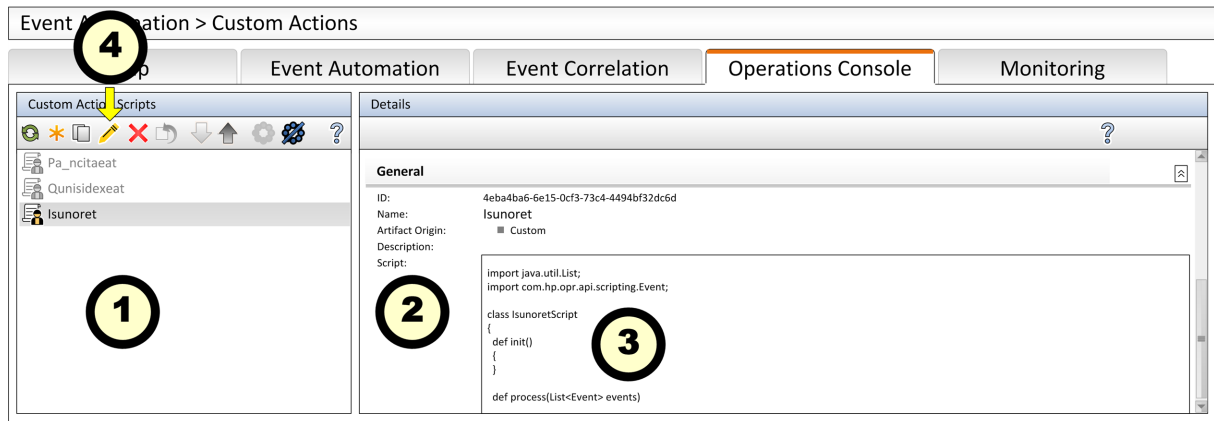 Event A ation > Custom Actions
4
p Event Automation Event Correlation Operations Console Monitoring
Custom Action Scripts
Details
? ?
Pa_ncitaeat
Qunisidexeat
Isunoret
General
ID: 4eba4ba6-6e15-0cf3-73c4-4494bf32dc6d
Name: Isunoret
Artifact Origin: Custom
Description:
Script:
import java.util.List;
import com.hp.opr.api.scripting.Event;
class IsunoretScript
{
def init()
{
}
def process(List<Event> events)
1
2
3